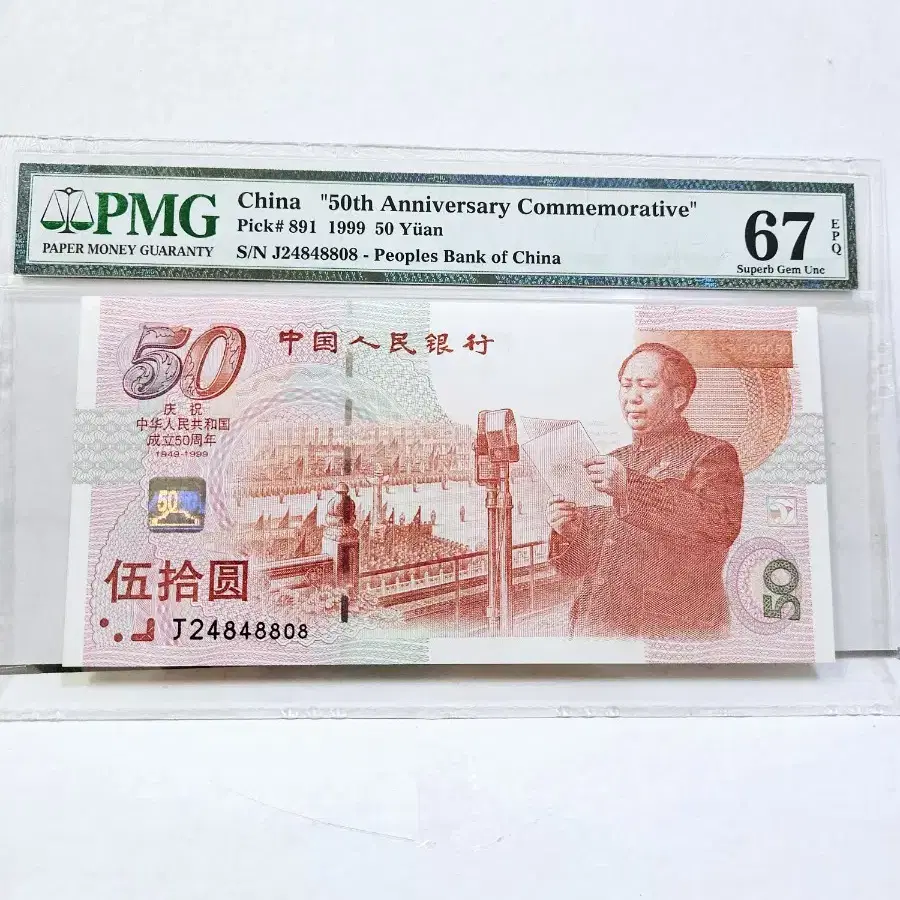 PMG
PAPER MONEY GUARANTY
China "50th Anniversary Commemorative"
Pick# 891 1999 50 Yüan
S/N J24848808 - Peoples Bank of China
67
EPQ
Superb Gem Unc
50
中国人民银行
庆祝
中华人民共和国
成立50周年
1949-1999
50
伍拾圆
J24848808
50